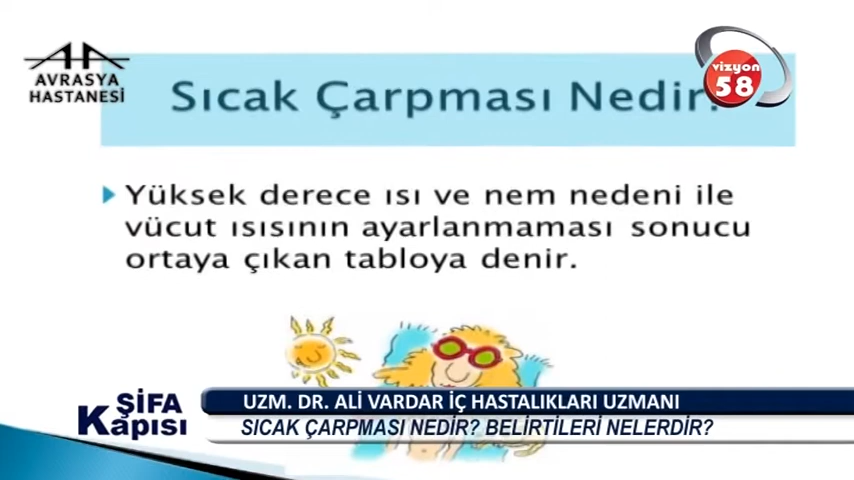 AVRASYA
HASTANESİ
vizyon
58
Sıcak Çarpması Nedir?
Yüksek derece ısı ve nem nedeni ile
vücut ısısının ayarlanmaması sonucu
ortaya çıkan tabloya denir.
ŞİFA
Kapısı
UZM. DR. ALİ VARDAR İÇ HASTALIKLARI UZMANI
SICAK ÇARPMASI NEDİR? BELİRTİLERİ NELERDİR?